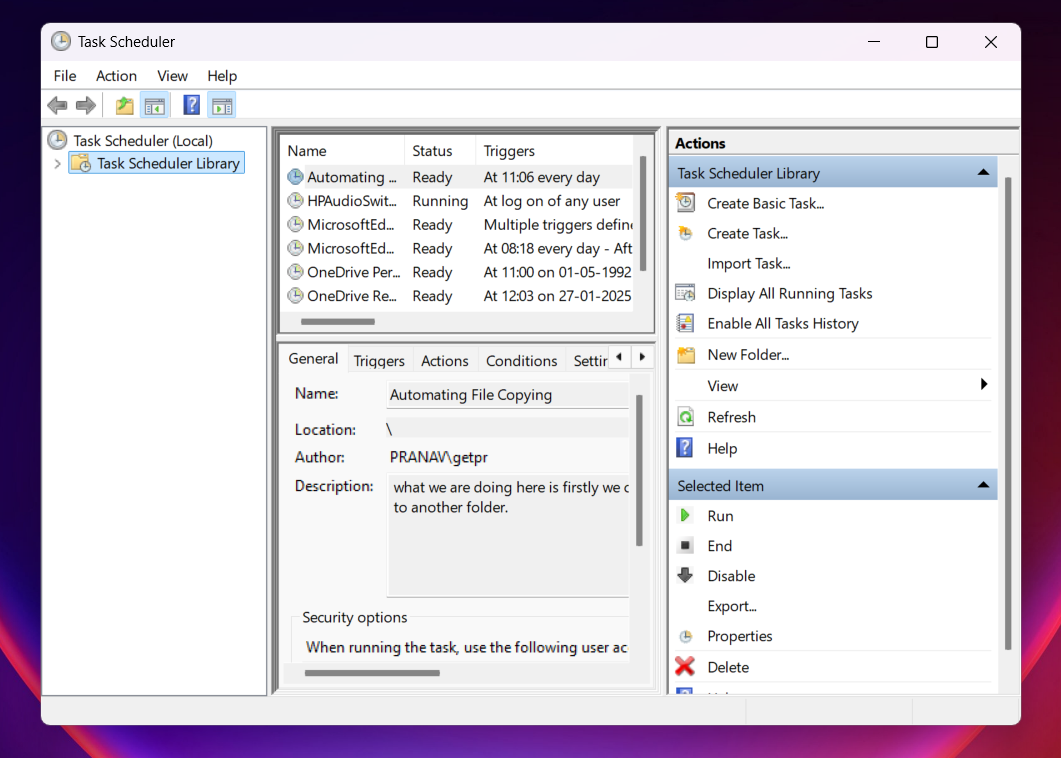 Task Scheduler
File Action View Help
Task Scheduler (Local)
Task Scheduler Library
Name Status Triggers
Automating ... Ready At 11:06 every day
HPAudioSwit... Running At log on of any user
MicrosoftEd... Ready Multiple triggers define
MicrosoftEd... Ready At 08:18 every day - Aft
OneDrive Per... Ready At 11:00 on 01-05-1992
OneDrive Re... Ready At 12:03 on 27-01-2025
General Triggers Actions Conditions Settin
Name: Automating File Copying
Location: \
Author: PRANAV\getpr
Description: what we are doing here is firstly we c
to another folder.
Security options
When running the task, use the following user ac
Actions
Task Scheduler Library
Create Basic Task...
Create Task...
Import Task...
Display All Running Tasks
Enable All Tasks History
New Folder...
View
Refresh
Help
Selected Item
Run
End
Disable
Export...
Properties
Delete